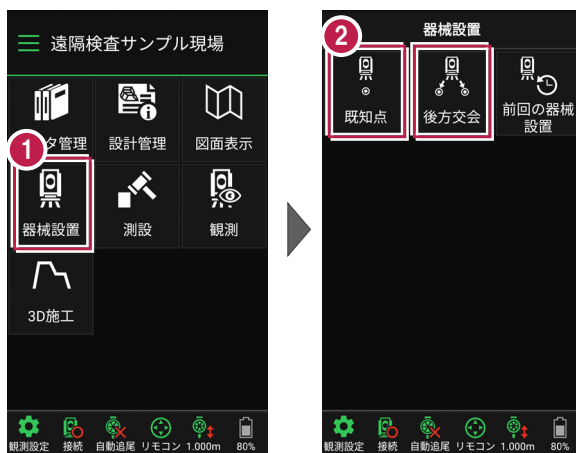 遠隔検査サンプル現場
タ管理
設計管理
図面表示
1
器械設置
測設
観測
3D施工
観測設定 接続 自動追尾 リモコン 1.000m 80%
2
器械設置
既知点
後方交会
前回の器械
設置
観測設定 接続 自動追尾 リモコン 1.000m 80%